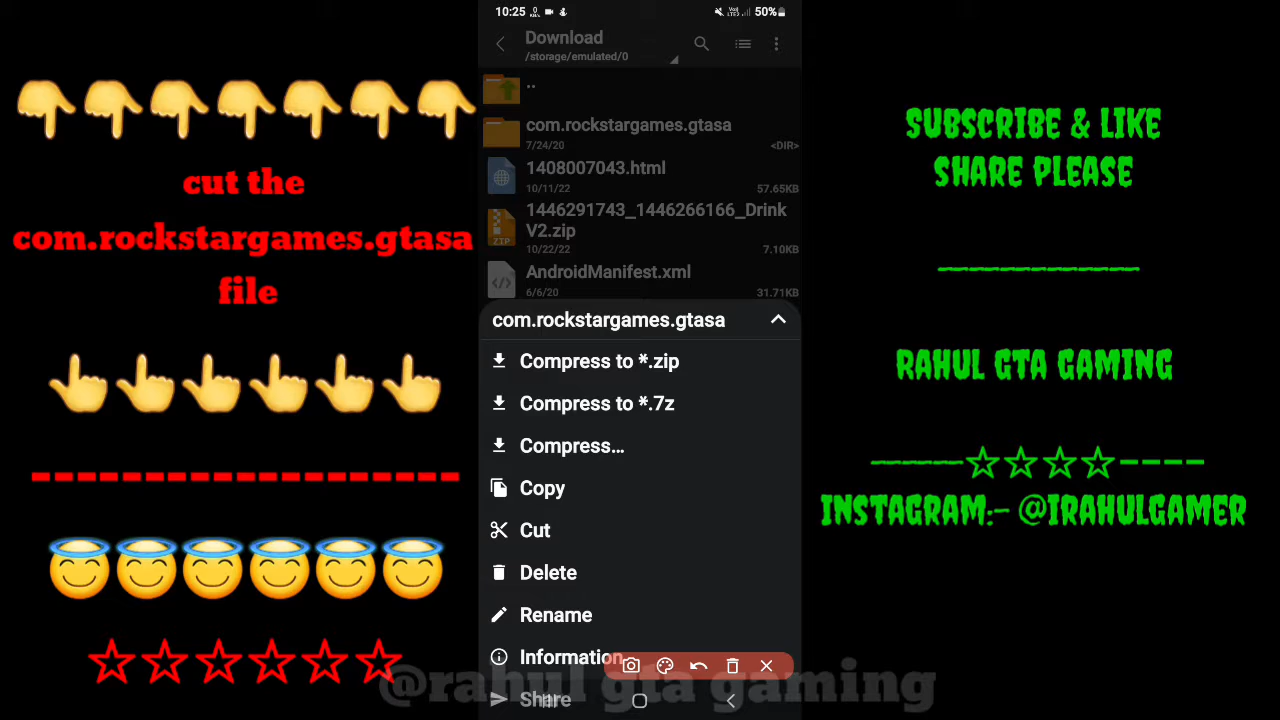 cut the
com.rockstargames.gtasa
file
10:25
50%
Download
/storage/emulated/0
..
com.rockstargames.gtasa
7/24/20
<DIR>
1408007043.html
10/11/22
57.65KB
1446291743_1446266166_Drink
V2.zip
ZIP
10/22/22
7.10KB
AndroidManifest.xml
6/6/20
31.71KB
com.rockstargames.gtasa
Compress to *.zip
Compress to *.7z
Compress...
Copy
Cut
Delete
Rename
Information
Share
SUBSCRIBE & LIKE
SHARE PLEASE
RAHUL GTA GAMING
INSTAGRAM:- @IRAHULGAMER
@rahul gta gaming